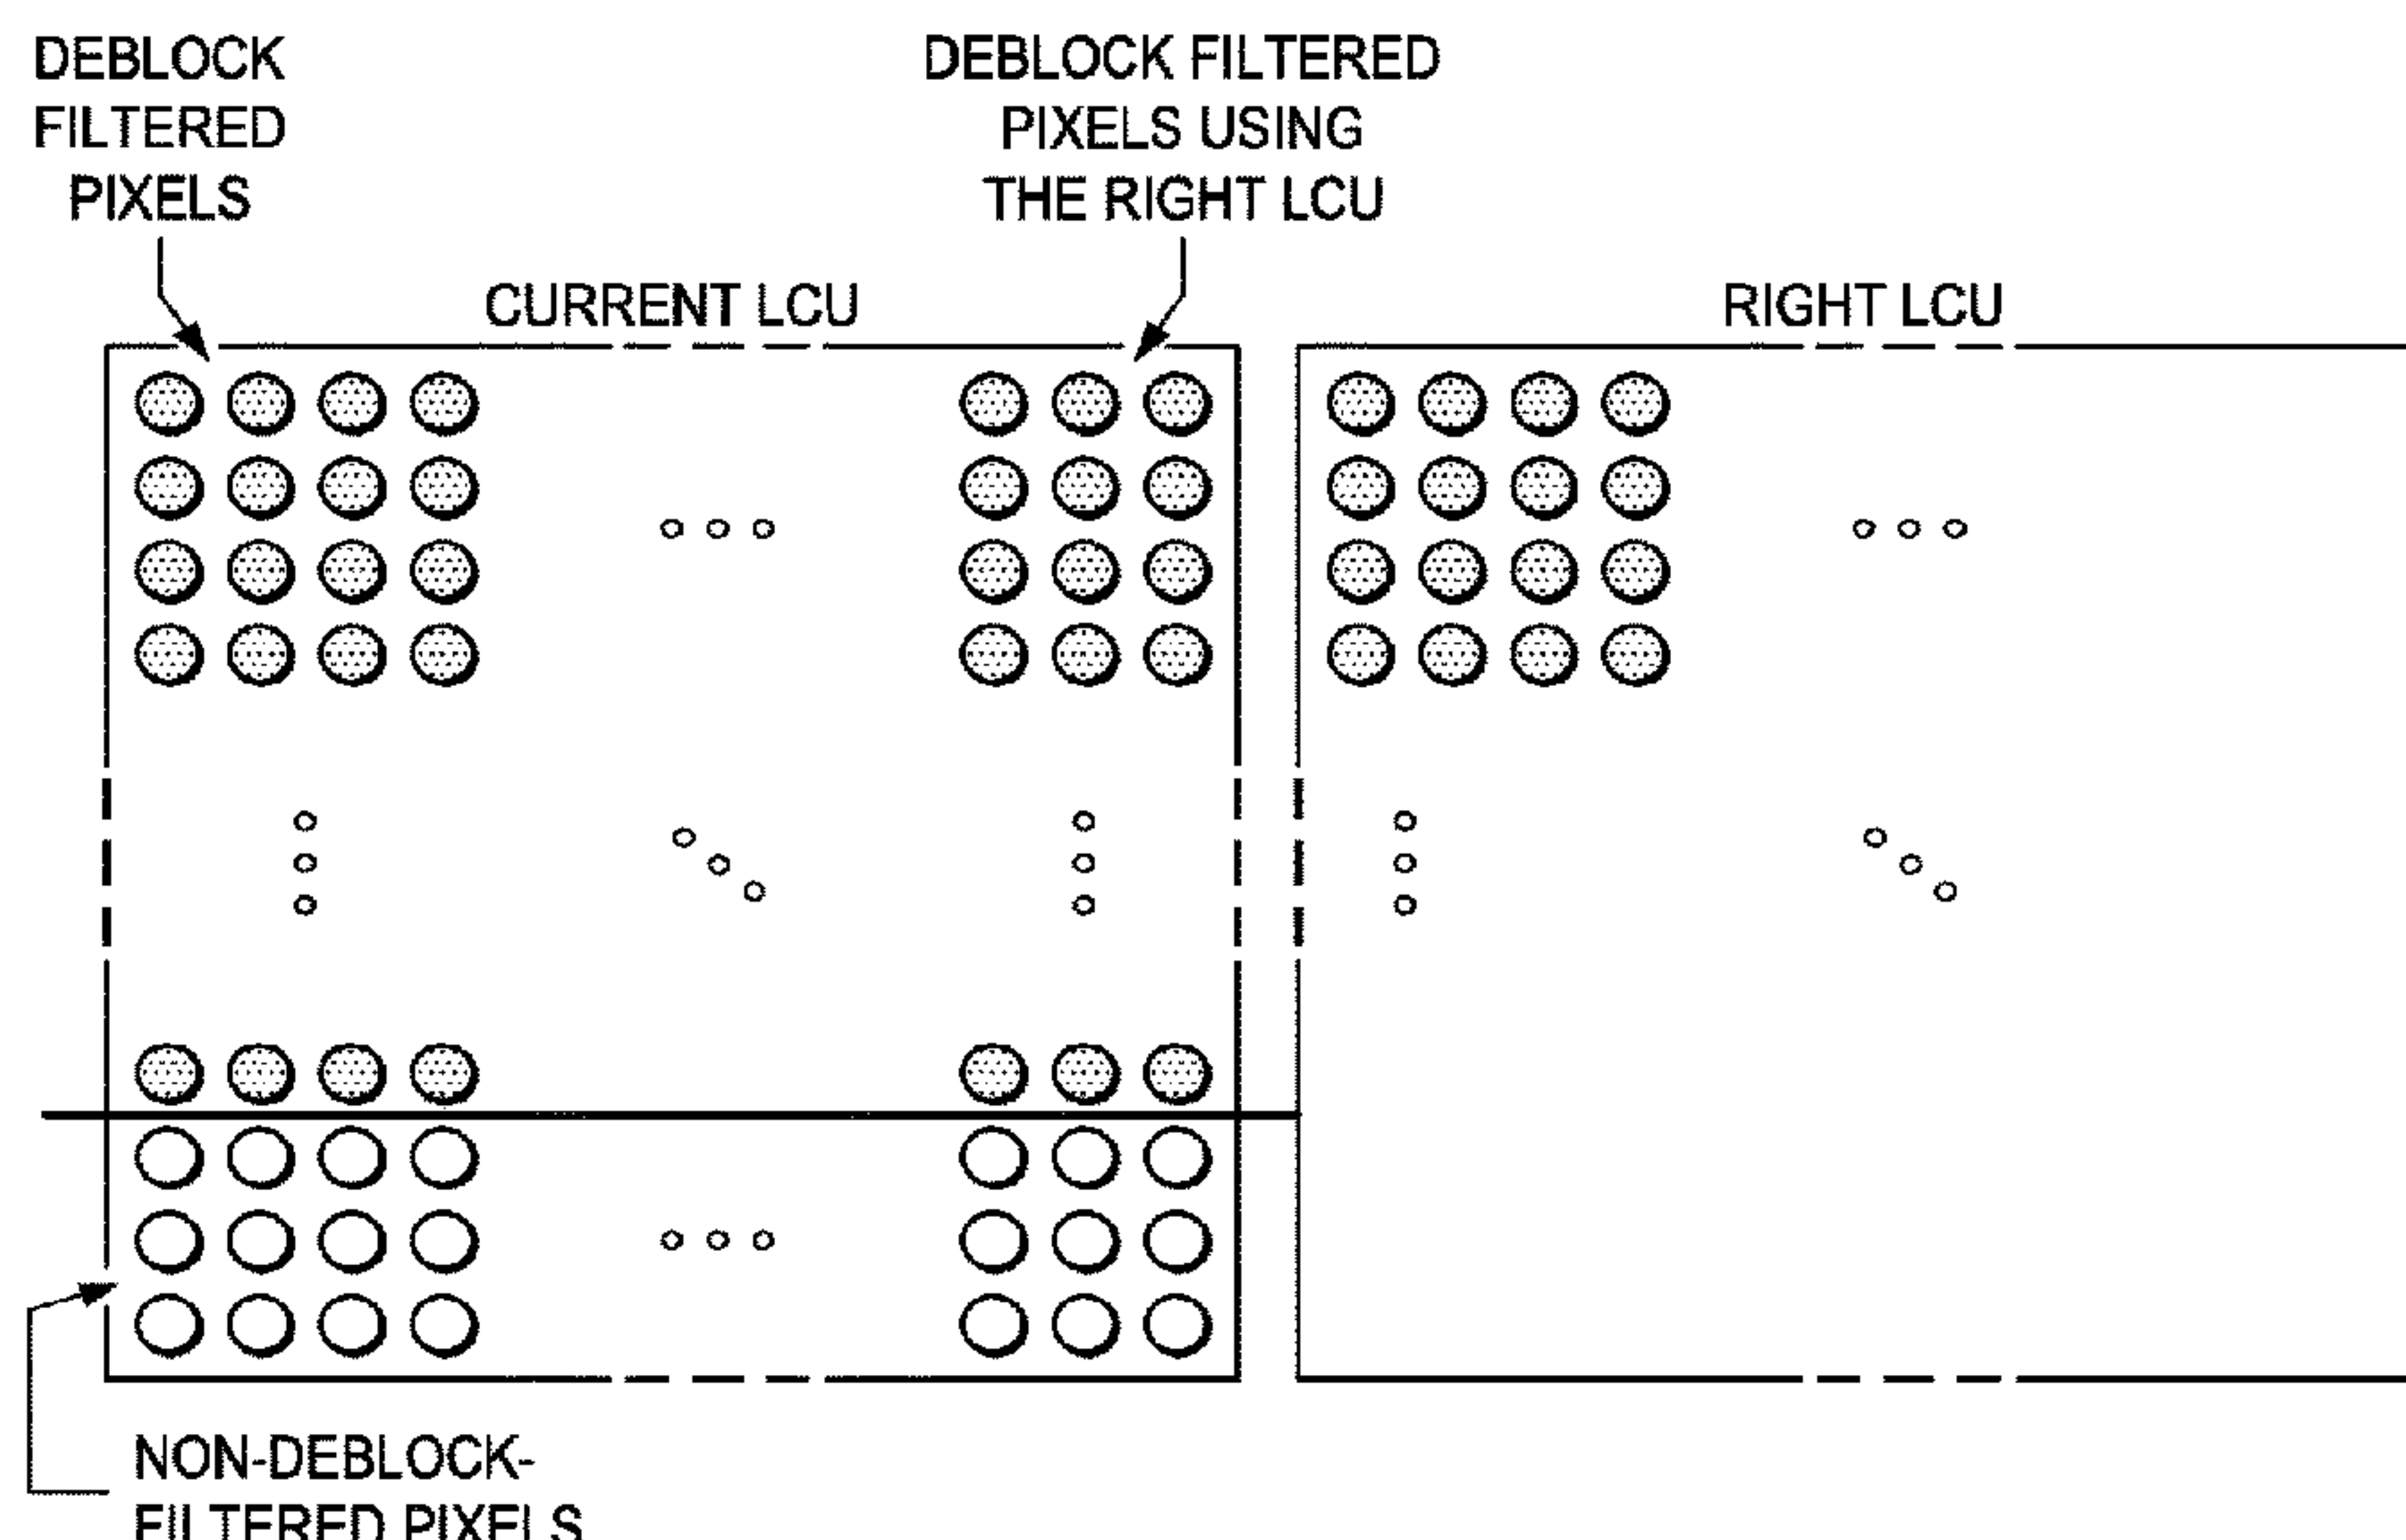 DEBLOCK
FILTERED
PIXELS
DEBLOCK FILTERED
PIXELS USING
THE RIGHT LCU
CURRENT LCU
RIGHT LCU
NON-DEBLOCK-
FILTERED PIXELS